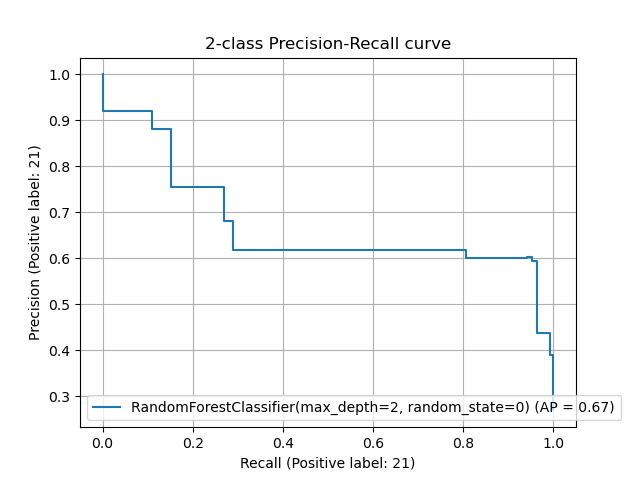 2-class Precision-Recall curve
1.0
0.9
0.8
0.7
0.6
0.5
0.4
0.3
Precision (Positive label: 21)
RandomForestClassifier(max_depth=2, random_state=0) (AP = 0.67)
0.0 0.2 0.4 0.6 0.8 1.0
Recall (Positive label: 21)